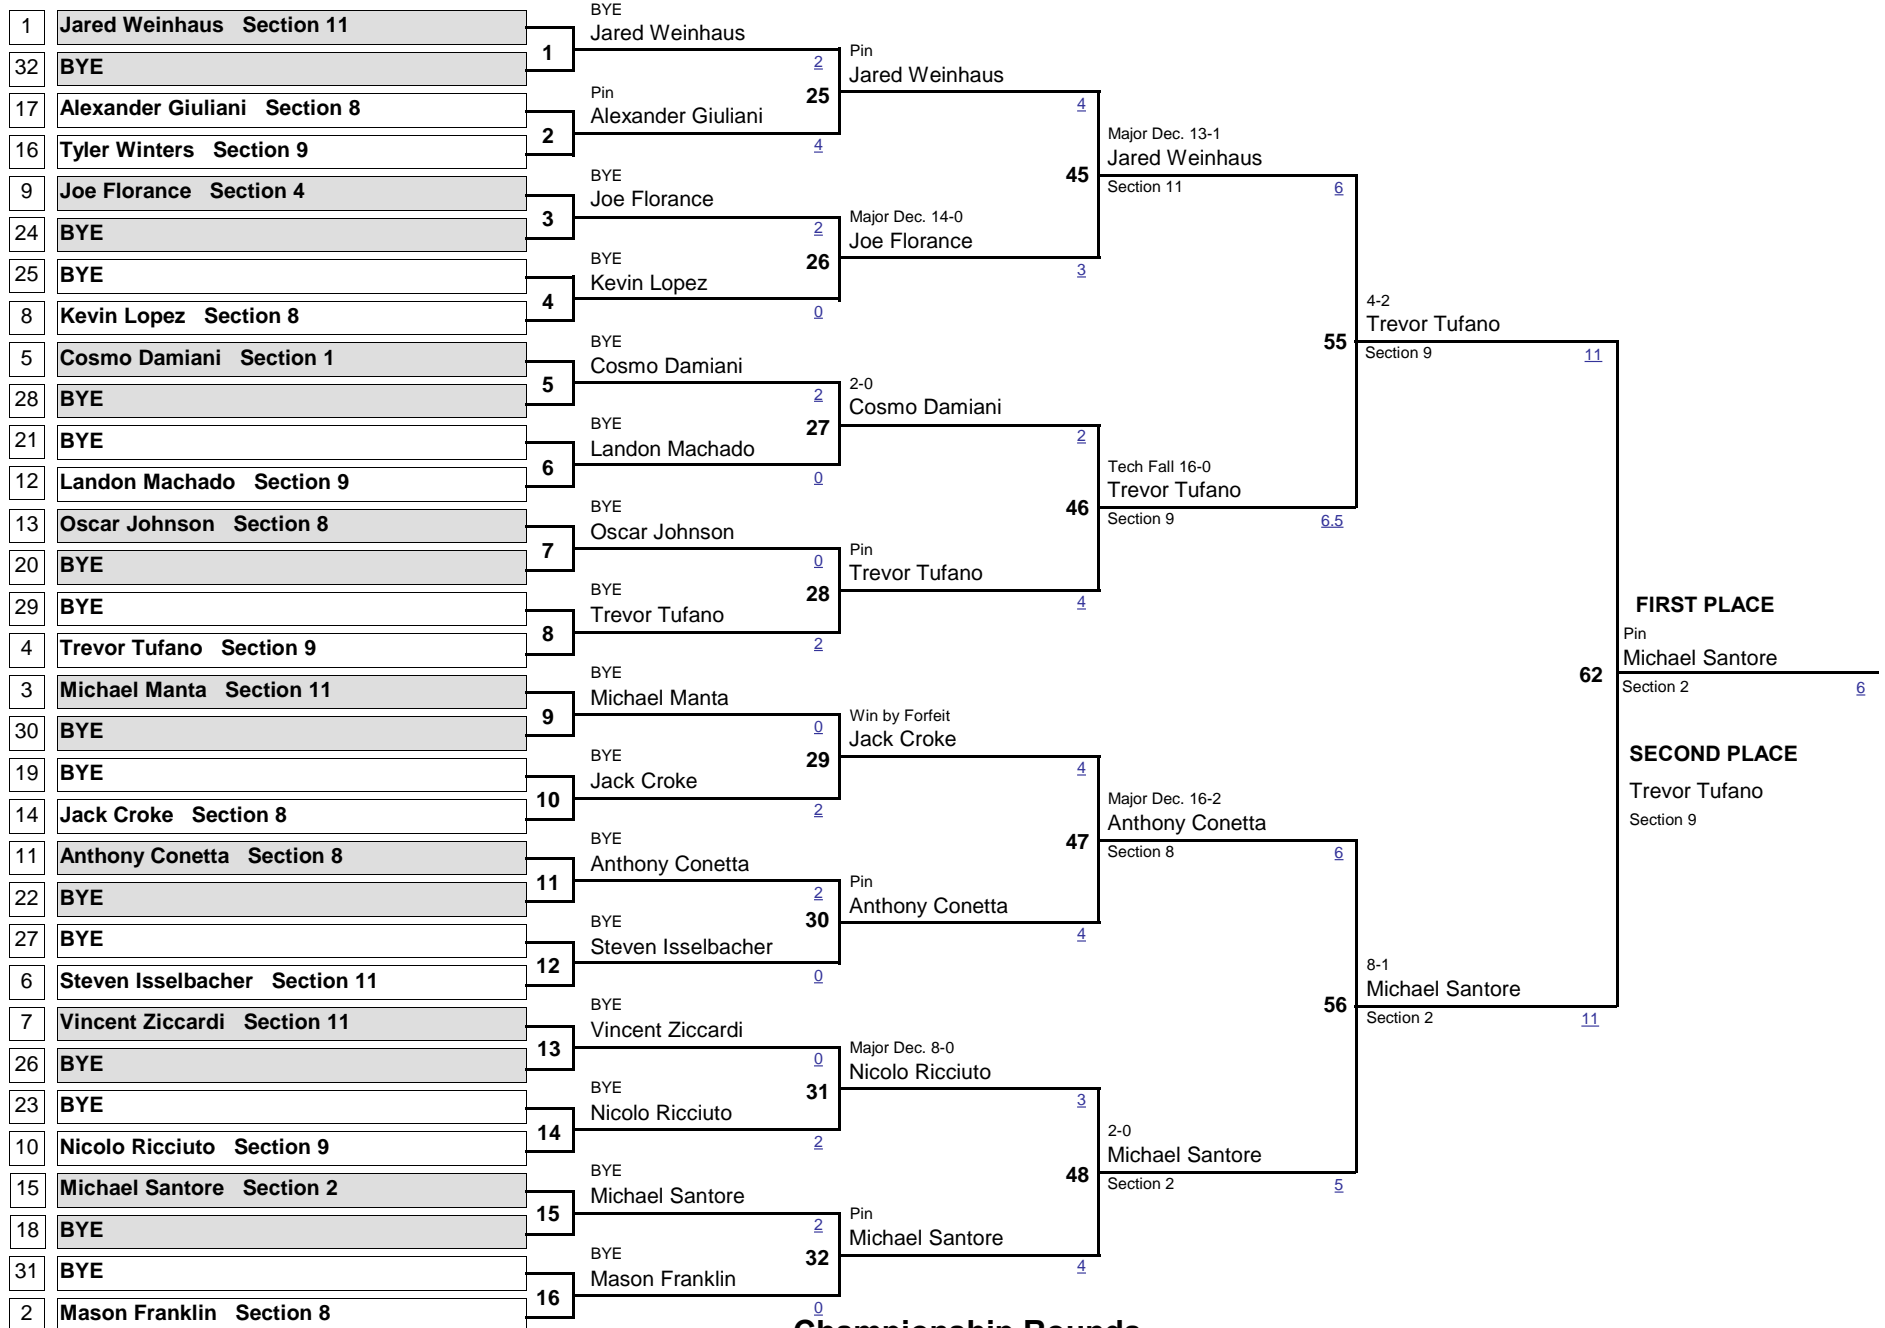 1 Jared Weinhaus Section 11
32 BYE
17 Alexander Giuliani Section 8
16 Tyler Winters Section 9
9 Joe Florance Section 4
24 BYE
25 BYE
8 Kevin Lopez Section 8
5 Cosmo Damiani Section 1
28 BYE
21 BYE
12 Landon Machado Section 9
13 Oscar Johnson Section 8
20 BYE
29 BYE
4 Trevor Tufano Section 9
3 Michael Manta Section 11
30 BYE
19 BYE
14 Jack Croke Section 8
11 Anthony Conetta Section 8
22 BYE
27 BYE
6 Steven Isselbacher Section 11
7 Vincent Ziccardi Section 11
26 BYE
23 BYE
10 Nicolo Ricciuto Section 9
15 Michael Santore Section 2
18 BYE
31 BYE
2 Mason Franklin Section 8
1
2
3
4
5
6
7
8
9
10
11
12
13
14
15
16
BYE
Jared Weinhaus
2
Pin
Alexander Giuliani
4
BYE
Joe Florance
2
BYE
Kevin Lopez
0
BYE
Cosmo Damiani
2
BYE
Landon Machado
0
BYE
Oscar Johnson
0
BYE
Trevor Tufano
2
BYE
Michael Manta
0
BYE
Jack Croke
2
BYE
Anthony Conetta
2
BYE
Steven Isselbacher
0
BYE
Vincent Ziccardi
0
BYE
Nicolo Ricciuto
2
BYE
Michael Santore
2
BYE
Mason Franklin
0
25
26
27
28
29
30
31
32
Pin
Jared Weinhaus
4
Major Dec. 14-0
Joe Florance
3
2-0
Cosmo Damiani
2
Pin
Trevor Tufano
4
Win by Forfeit
Jack Croke
4
Pin
Anthony Conetta
4
Major Dec. 8-0
Nicolo Ricciuto
3
Pin
Michael Santore
4
45
46
47
48
Major Dec. 13-1
Jared Weinhaus
Section 11 6
Tech Fall 16-0
Trevor Tufano
Section 9 6.5
Major Dec. 16-2
Anthony Conetta
Section 8 6
2-0
Michael Santore
Section 2 5
55
56
4-2
Trevor Tufano
Section 9 11
8-1
Michael Santore
Section 2 11
62
FIRST PLACE
Pin
Michael Santore
Section 2 6
SECOND PLACE
Trevor Tufano
Section 9
Championship Rounds